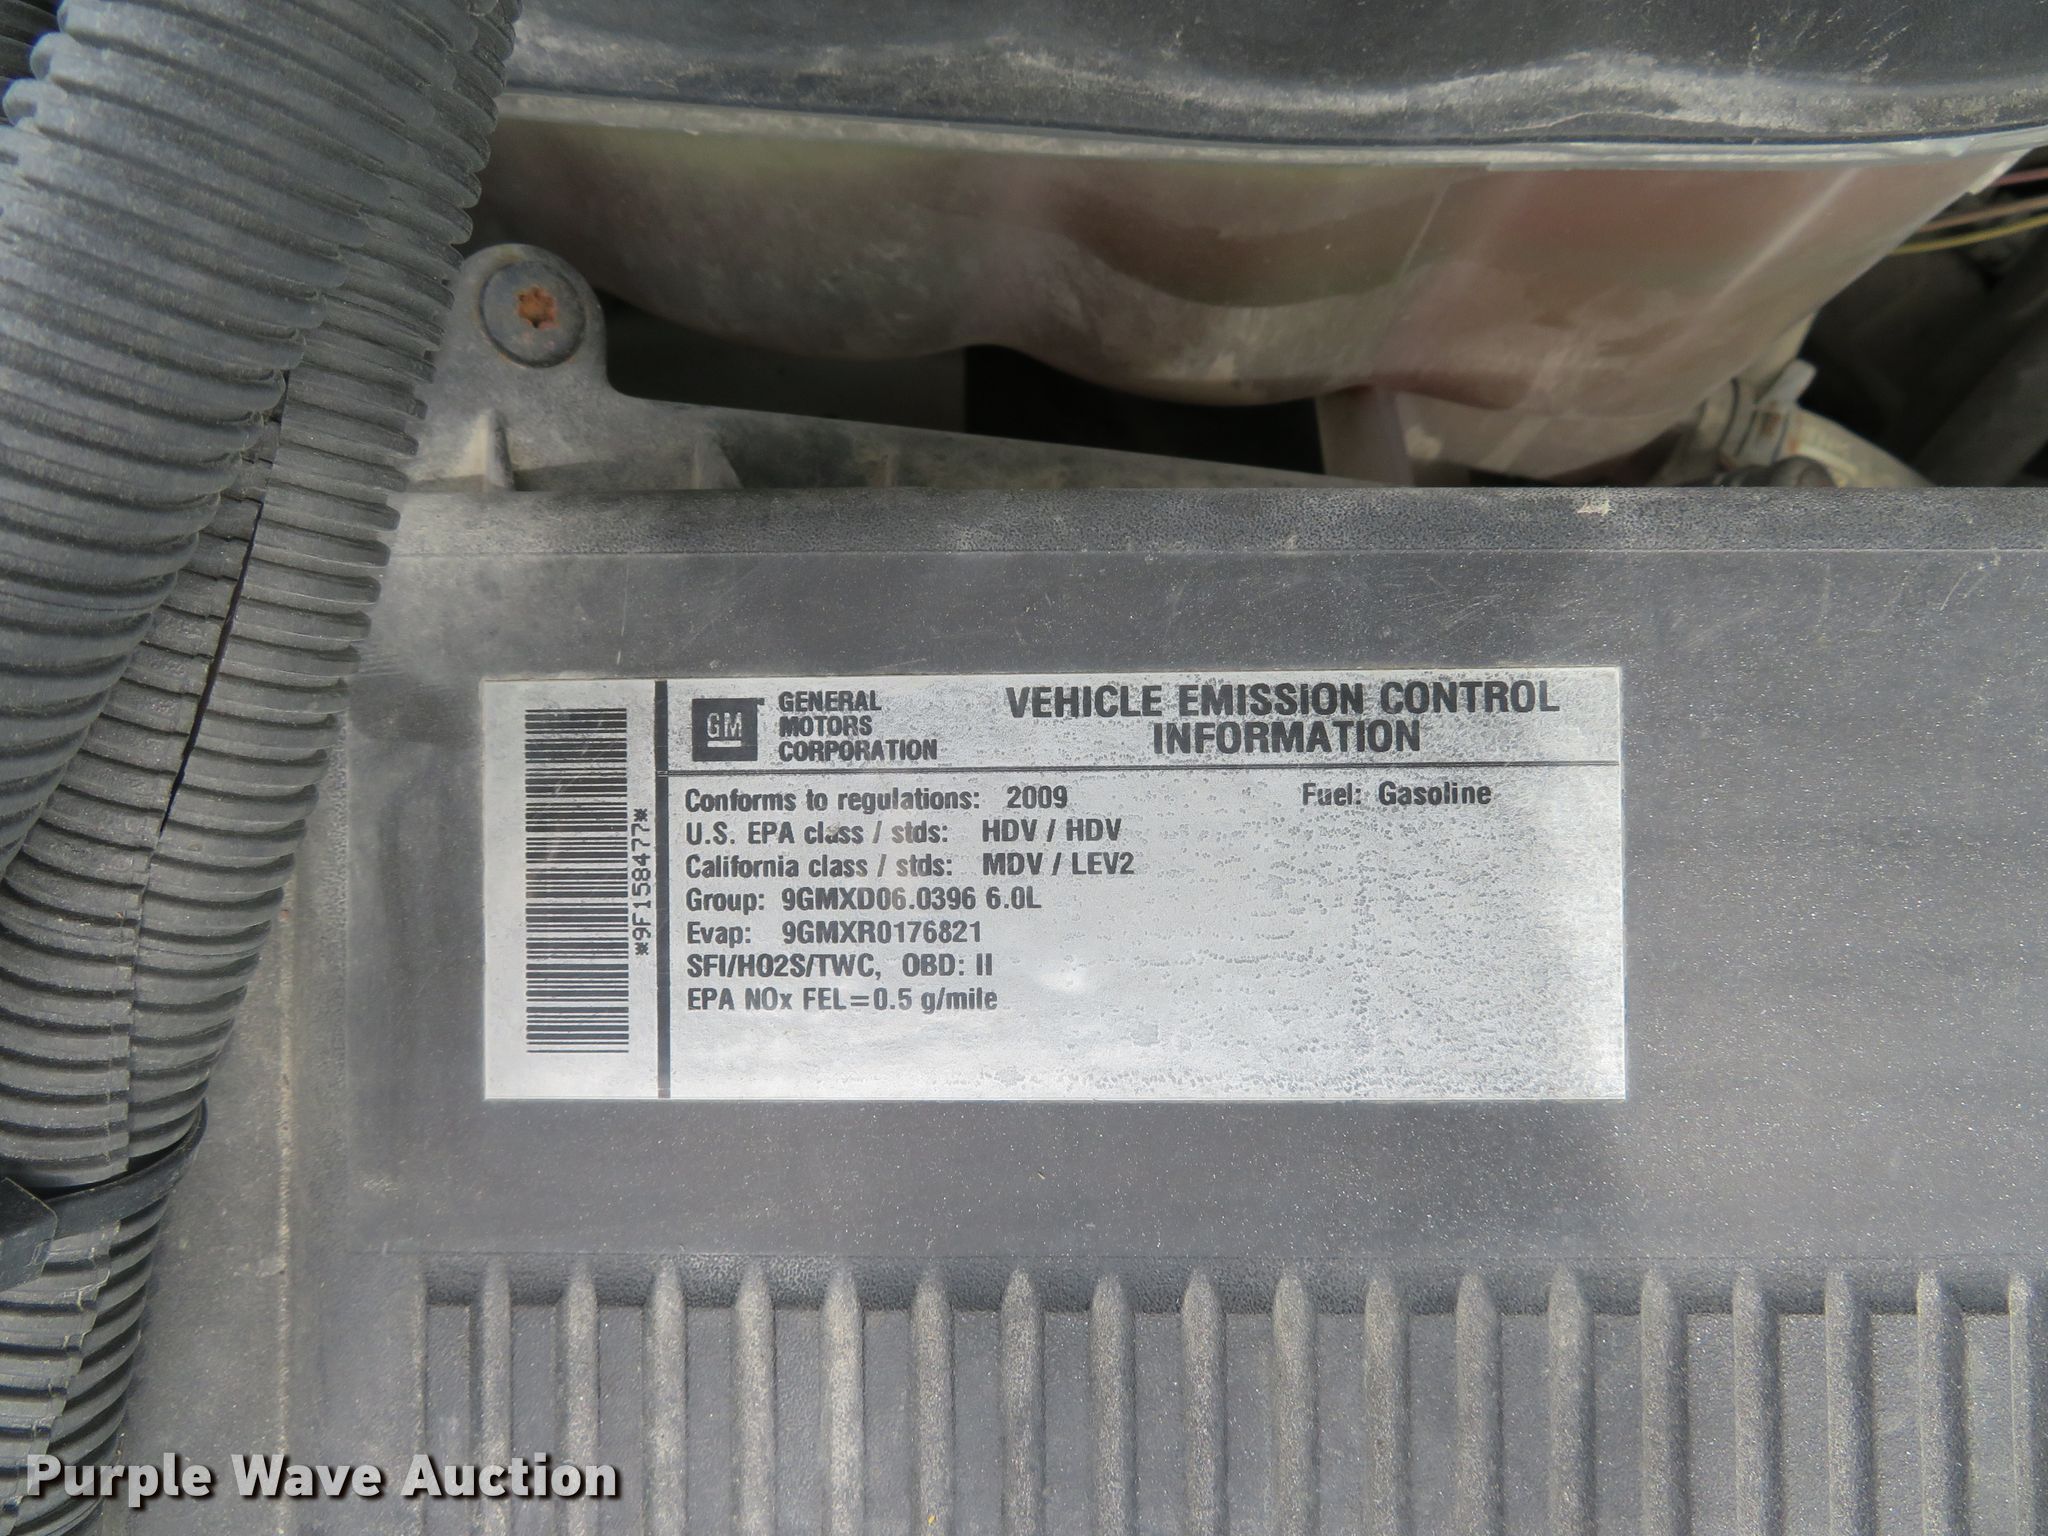 GM
GENERAL
MOTORS
CORPORATION
VEHICLE EMISSION CONTROL
INFORMATION
Conforms to regulations: 2009 Fuel: Gasoline
U.S. EPA class / stds: HDV / HDV
California class / stds: MDV / LEV2
Group: 9GMXD06.0396 6.0L
Evap: 9GMXR0176821
SFI/HO2S/TWC, OBD: II
EPA NOx FEL=0.5 g/mile
*9F158477*
Purple Wave Auction